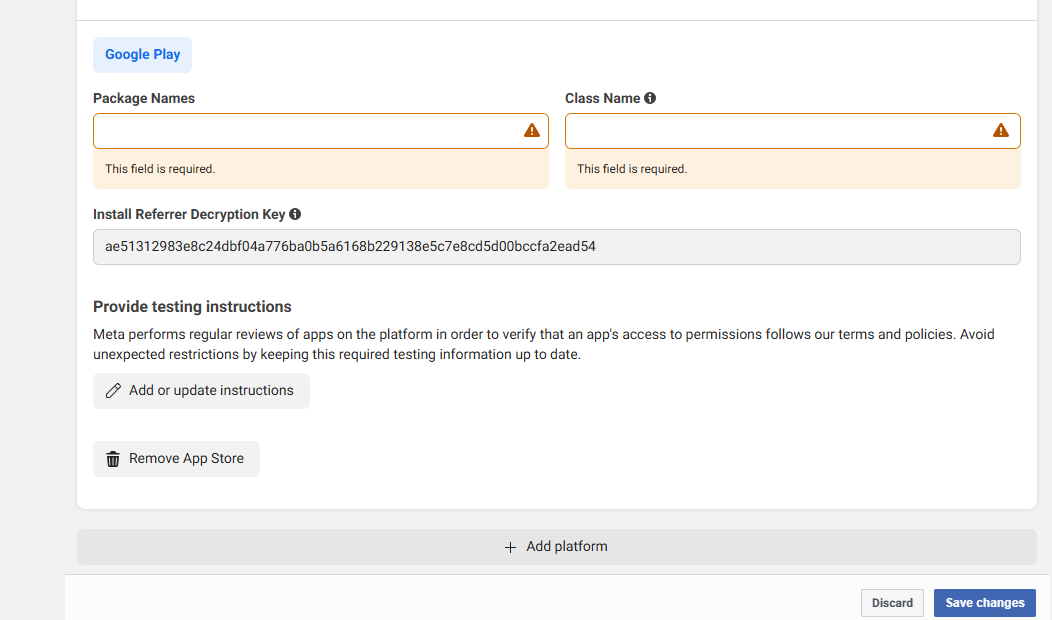 Google Play
Package Names
Class Name
This field is required.
This field is required.
Install Referrer Decryption Key
ae51312983e8c24dbf04a776ba0b5a6168b229138e5c7e8cd5d00bccfa2ead54
Provide testing instructions
Meta performs regular reviews of apps on the platform in order to verify that an app's access to permissions follows our terms and policies. Avoid
unexpected restrictions by keeping this required testing information up to date.
Add or update instructions
Remove App Store
Add platform
Discard
Save changes